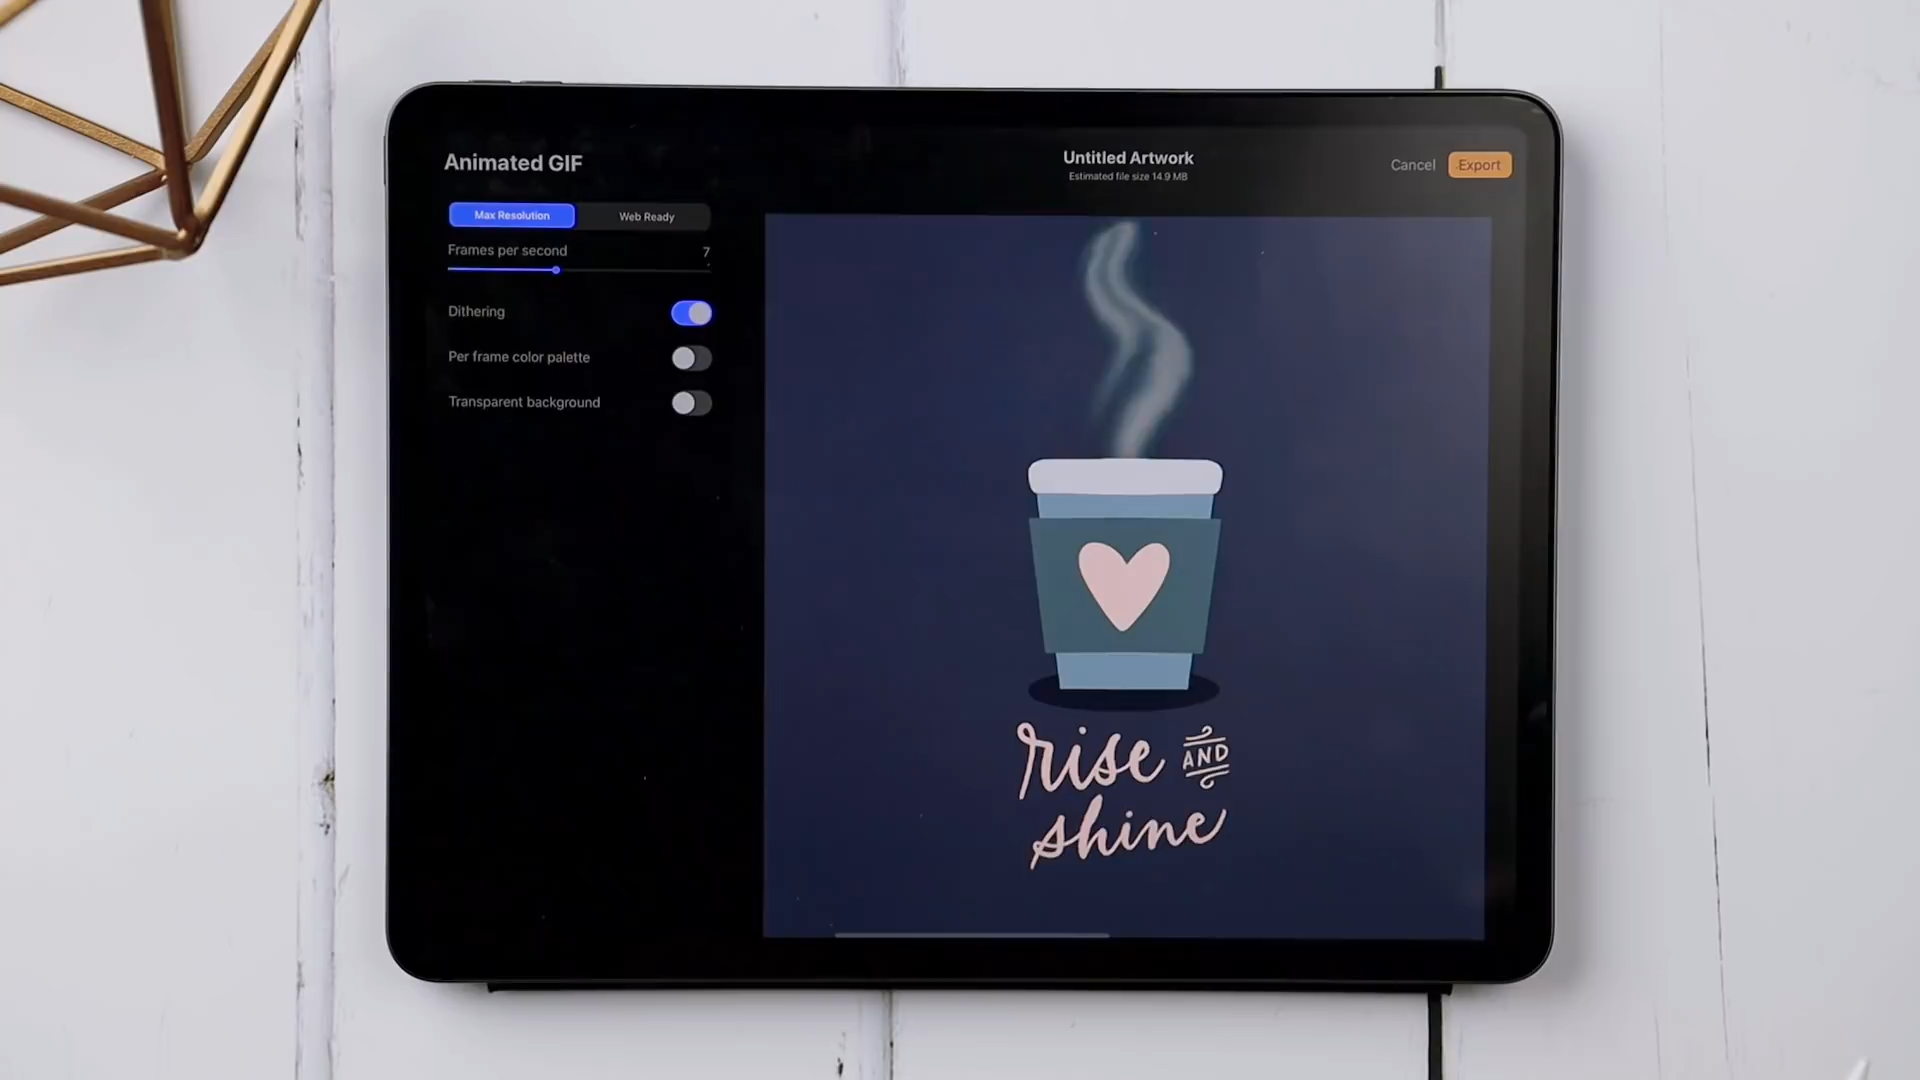 Animated GIF
Untitled Artwork
Estimated file size 14.9 MB
Cancel
Export
Max Resolution
Web Ready
Frames per second
7
Dithering
Per frame color palette
Transparent background
rise AND
shine